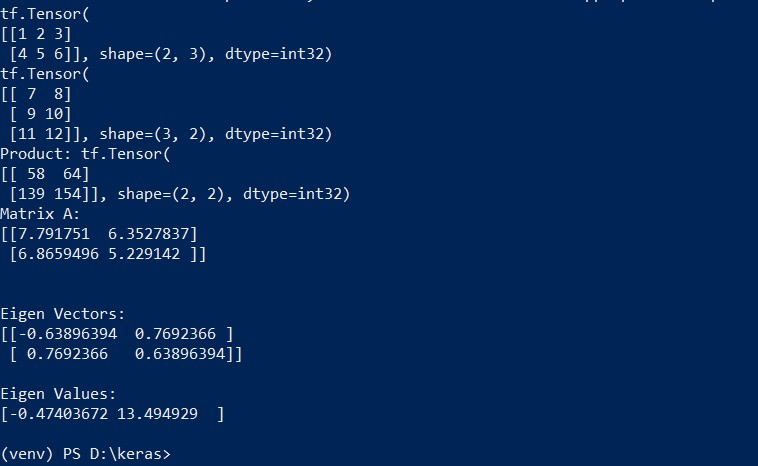 tf.Tensor(
[[1 2 3]
 [4 5 6]], shape=(2, 3), dtype=int32)
tf.Tensor(
[[ 7  8]
 [ 9 10]
 [11 12]], shape=(3, 2), dtype=int32)
Product: tf.Tensor(
[[ 58  64]
 [139 154]], shape=(2, 2), dtype=int32)
Matrix A:
[[7.791751  6.3527837]
 [6.8659496 5.229142 ]]
Eigen Vectors:
[[-0.63896394  0.7692366 ]
 [ 0.7692366   0.63896394]]
Eigen Values:
[-0.47403672 13.494929  ]
(venv) PS D:\keras>